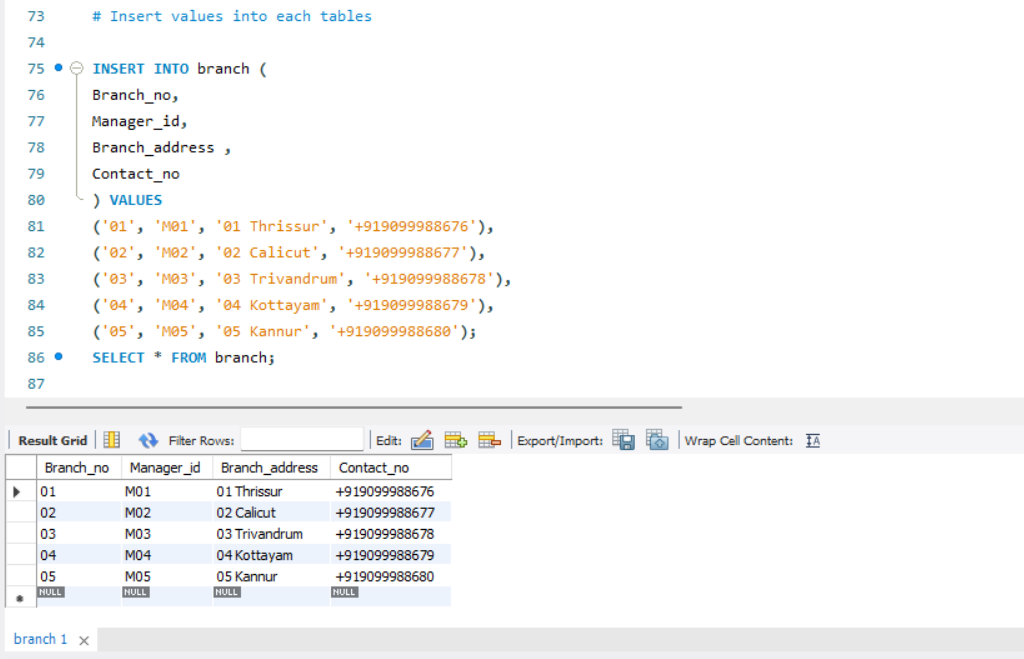 73 # Insert values into each tables
74
75 INSERT INTO branch (
76 Branch_no,
77 Manager_id,
78 Branch_address ,
79 Contact_no
80 ) VALUES
81 ('01', 'M01', '01 Thrissur', '+919099988676'),
82 ('02', 'M02', '02 Calicut', '+919099988677'),
83 ('03', 'M03', '03 Trivandrum', '+919099988678'),
84 ('04', 'M04', '04 Kottayam', '+919099988679'),
85 ('05', 'M05', '05 Kannur', '+919099988680');
86 SELECT * FROM branch;
87
Result Grid Filter Rows: Edit: Export/Import: Wrap Cell Content: IA
Branch_no Manager_id Branch_address Contact_no
01 M01 01 Thrissur +919099988676
02 M02 02 Calicut +919099988677
03 M03 03 Trivandrum +919099988678
04 M04 04 Kottayam +919099988679
05 M05 05 Kannur +919099988680
NULL NULL NULL NULL
branch 1